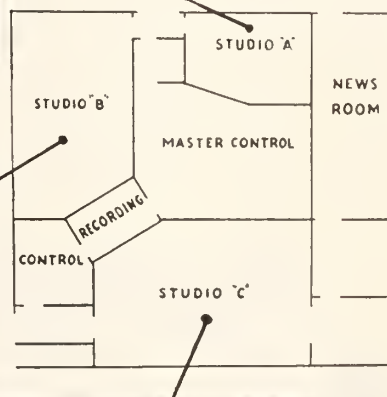 STUDIO "A"
NEWS
ROOM
STUDIO "B"
MASTER CONTROL
RECORDING
CONTROL
STUDIO "C"